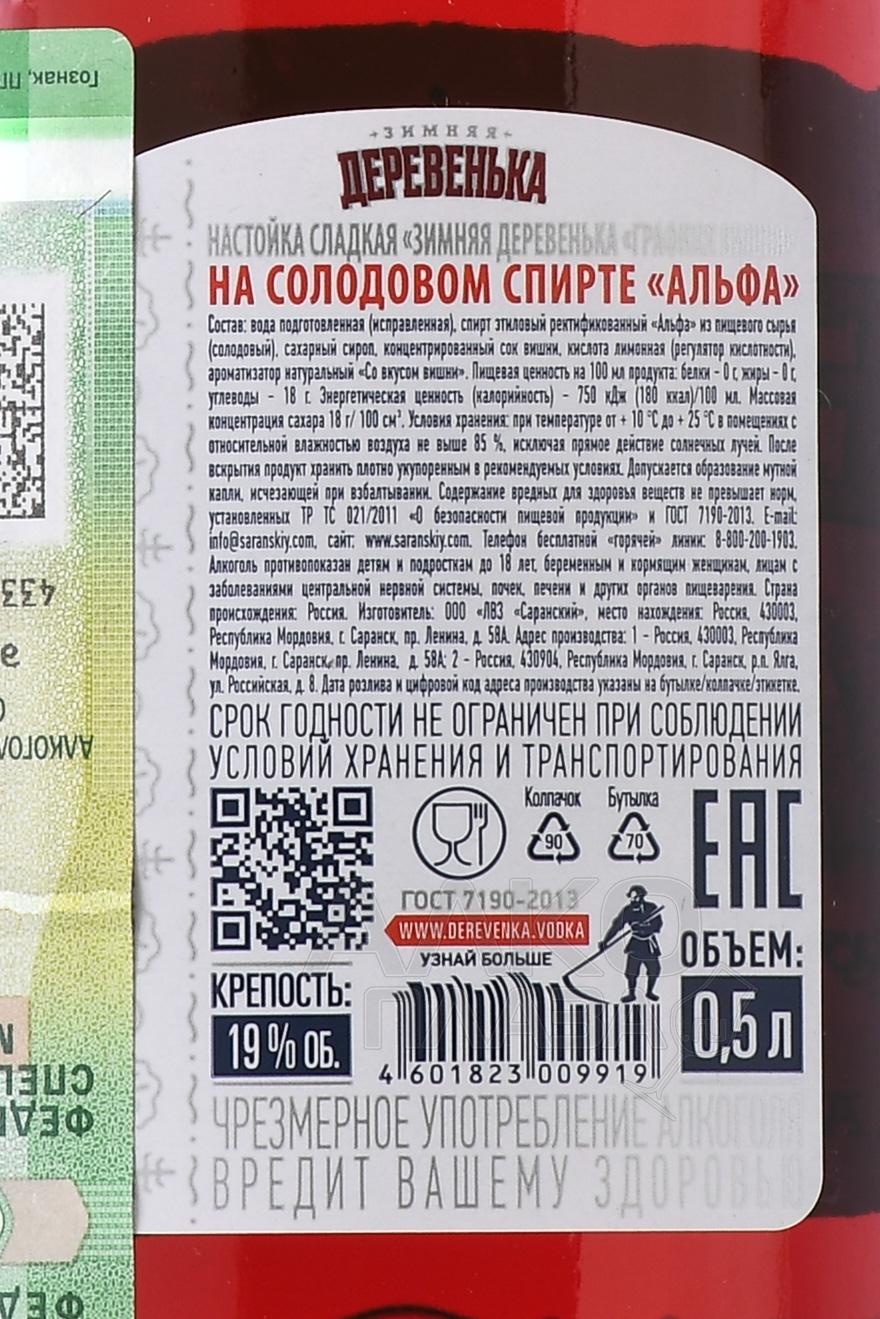 ЗИМНЯЯ
ДЕРЕВЕНЬКА
НАСТОЙКА СЛАДКАЯ «ЗИМНЯЯ ДЕРЕВЕНЬКА
НА СОЛОДОВОМ СПИРТЕ «АЛЬФА»
Состав: вода подготовленная (исправленная), спирт этиловый ректификованный «Альфа» из пищевого сырья
(солодовый), сахарный сироп, концентрированный сок вишни, кислота лимонная (регулятор кислотности),
ароматизатор натуральный «Со вкусом вишни». Пищевая ценность на 100 мл продукта: белки - 0 г, жиры - 0 г,
углеводы - 18 г. Энергетическая ценность (калорийность) - 750 кДж (180 ккал)/100 мл. Массовая
концентрация сахара 18 г/ 100 см³. Условия хранения: при температуре от + 10 °С до + 25 °С в помещениях с
относительной влажностью воздуха не выше 85 %, исключая прямое действие солнечных лучей. После
вскрытия продукт хранить плотно укупоренным в рекомендуемых условиях. Допускается образование мутной
капли, исчезающей при взбалтывании. Содержание вредных для здоровья веществ не превышает норм,
установленных ТР ТС 021/2011 «О безопасности пищевой продукции» и ГОСТ 7190-2013. E-mail:
info@saranskiy.com, сайт: www.saranskiy.com. Телефон бесплатной «горячей» линии: 8-800-200-1903.
Алкоголь противопоказан детям и подросткам до 18 лет, беременным и кормящим женщинам, лицам с
заболеваниями центральной нервной системы, почек, печени и других органов пищеварения. Страна
происхождения: Россия. Изготовитель: ООО «ЛВЗ «Саранский», место нахождения: Россия, 430003,
Республика Мордовия, г. Саранск, пр. Ленина, д. 58А. Адрес производства: 1 - Россия, 430003, Республика
Мордовия, г. Саранск, пр. Ленина, д. 58А; 2 - Россия, 430904, Республика Мордовия, г. Саранск, р.п. Ялга,
ул. Российская, д. 8. Дата розлива и цифровой код адреса производства указаны на бутылке/колпачке/этикетке.
СРОК ГОДНОСТИ НЕ ОГРАНИЧЕН ПРИ СОБЛЮДЕНИИ
УСЛОВИЙ ХРАНЕНИЯ И ТРАНСПОРТИРОВАНИЯ
Колпачок Бутылка
90 70
EAC
ГОСТ 7190-2013
WWW.DEREVENKA.VODKA
УЗНАЙ БОЛЬШЕ
КРЕПОСТЬ:
19 % ОБ.
ОБЪЕМ:
0,5 л
4 601823 009919
ЧРЕЗМЕРНОЕ УПОТРЕБЛЕНИЕ АЛКОГОЛЯ
ВРЕДИТ ВАШЕМУ ЗДОРОВЬЮ
Гознак,